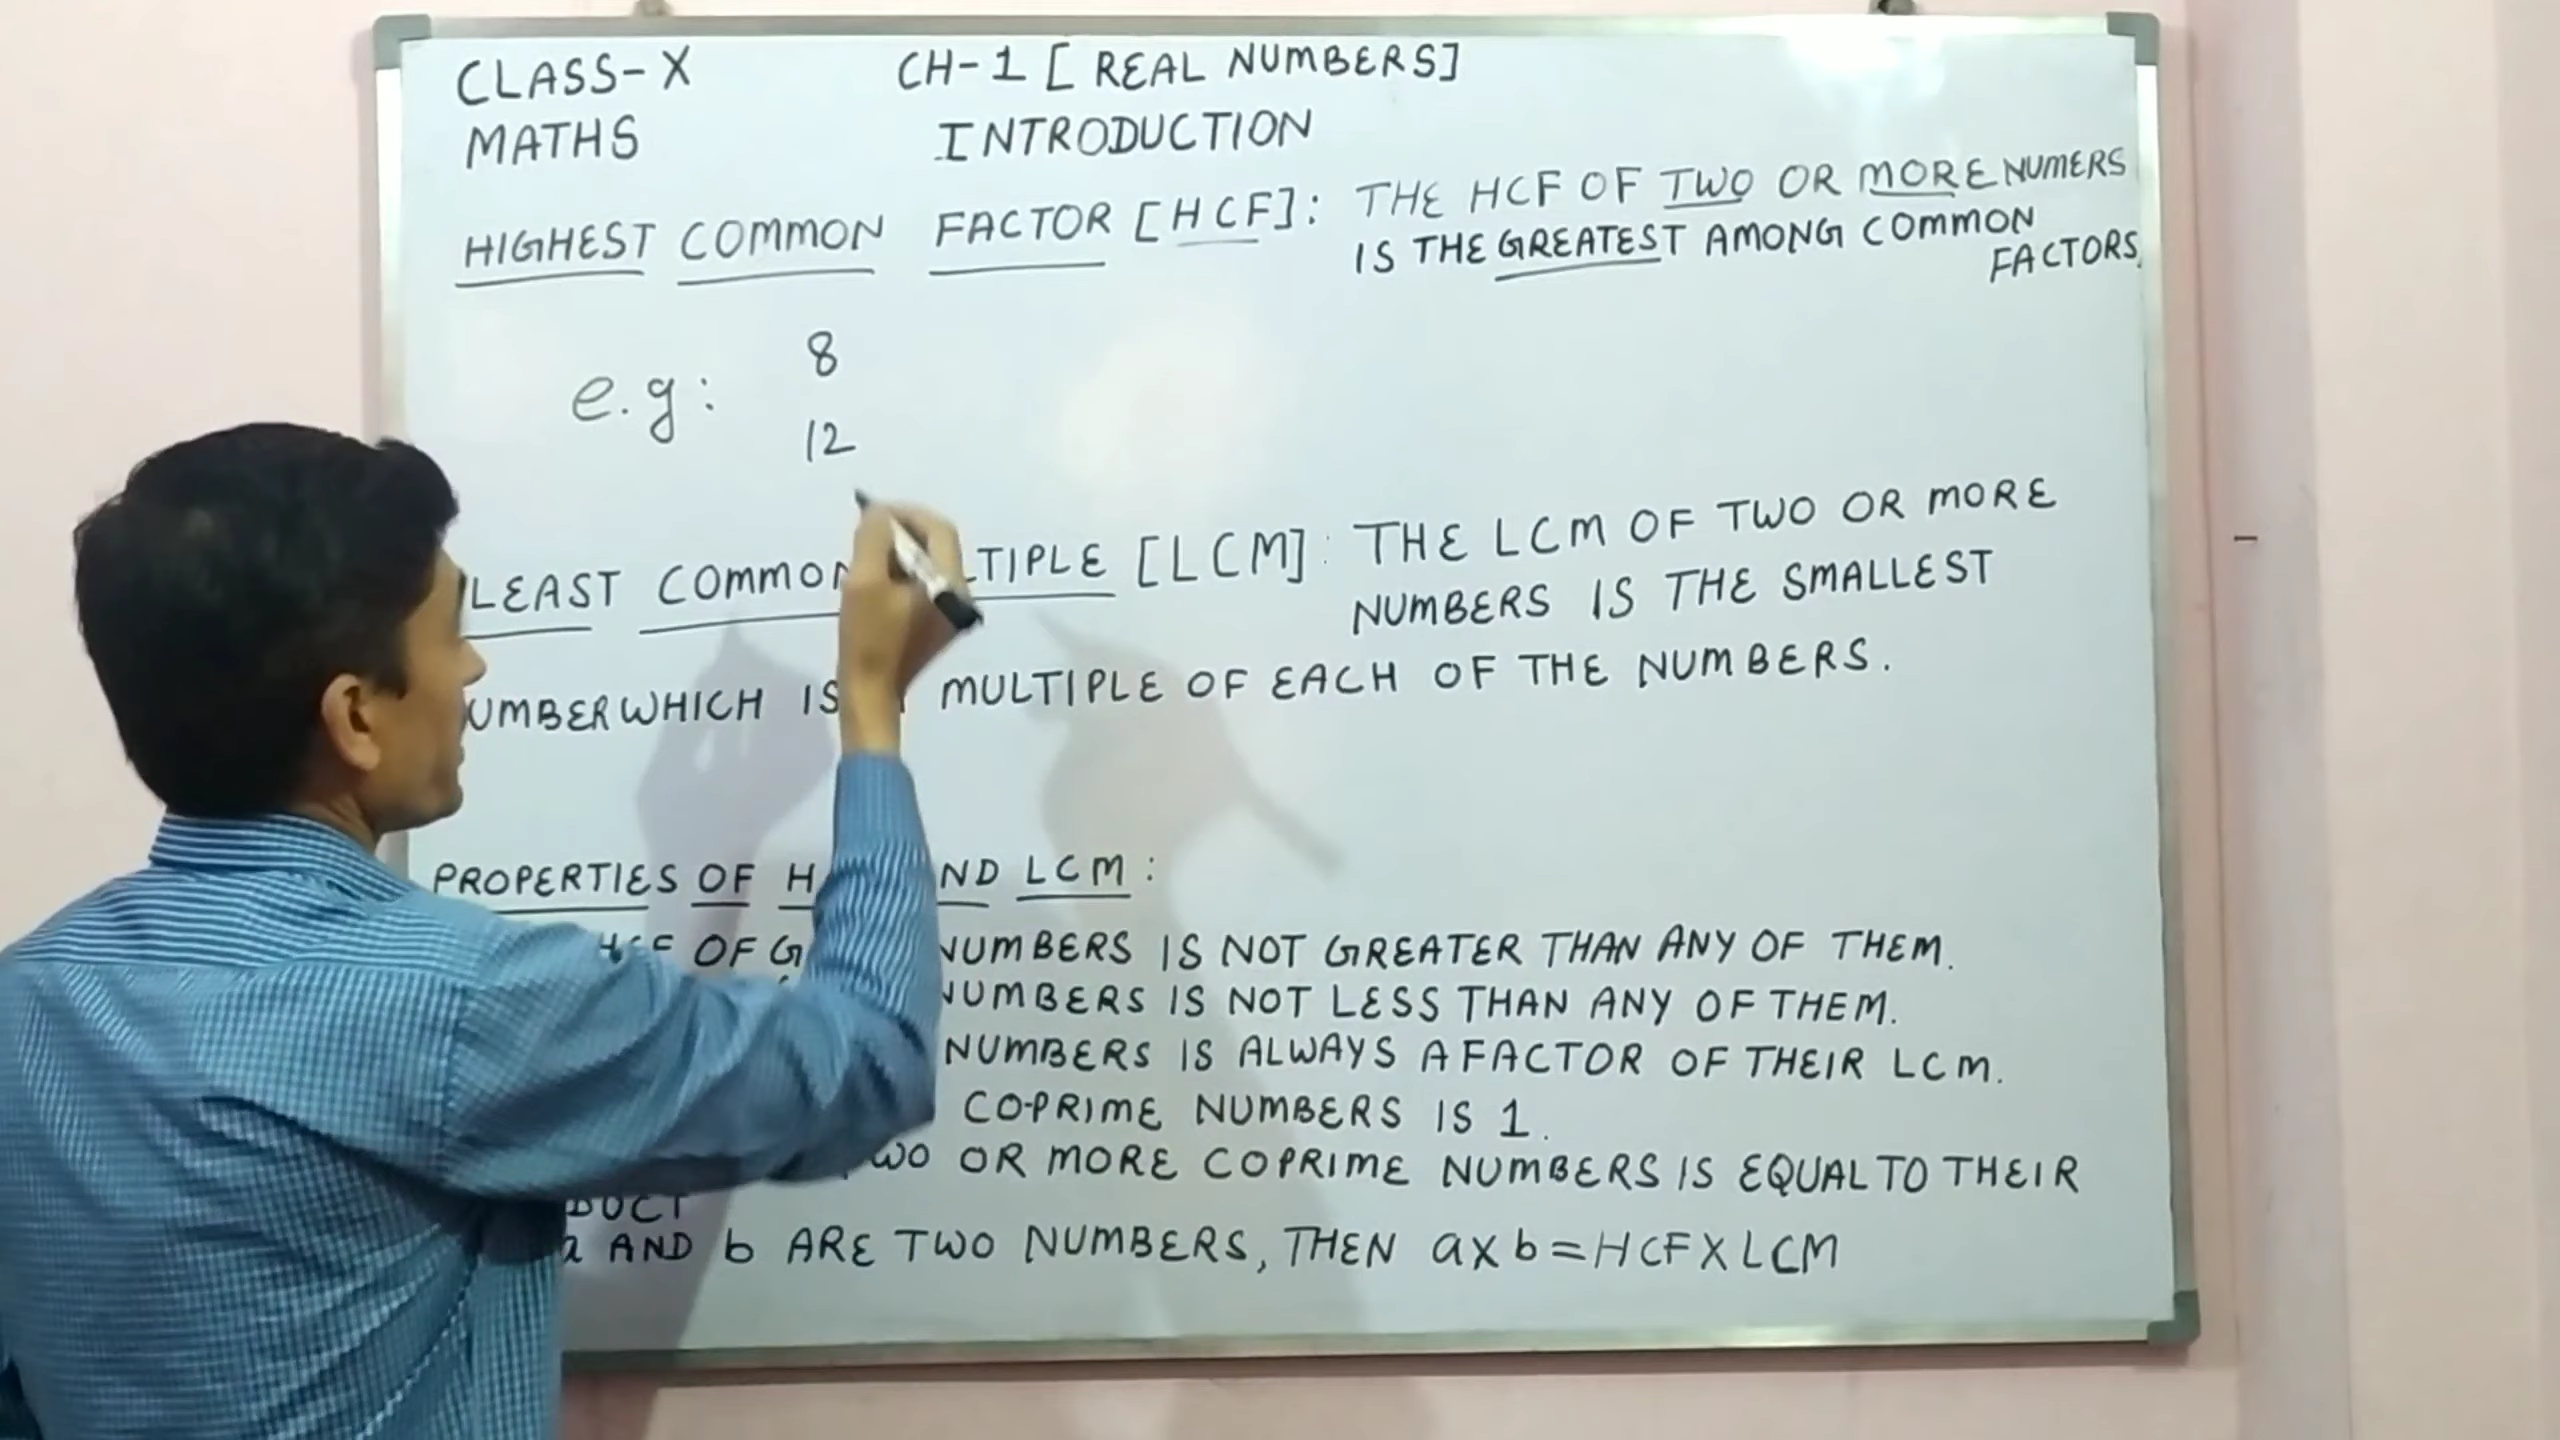 CLASS-X CH-1 [REAL NUMBERS]
MATHS INTRODUCTION
HIGHEST COMMON FACTOR [HCF]: THE HCF OF TWO OR MORE NUMERS
IS THE GREATEST AMONG COMMON
FACTORS.
e.g: 8
12
LEAST COMMON TIPLE [LCM]: THE LCM OF TWO OR MORE
NUMBERS IS THE SMALLEST
UMBER WHICH IS MULTIPLE OF EACH OF THE NUMBERS.
PROPERTIES OF H ND LCM:
HCF OF G NUMBERS IS NOT GREATER THAN ANY OF THEM.
NUMBERS IS NOT LESS THAN ANY OF THEM.
NUMBERS IS ALWAYS A FACTOR OF THEIR LCM.
CO-PRIME NUMBERS IS 1.
WO OR MORE COPRIME NUMBERS IS EQUAL TO THEIR
DUCT
a AND b ARE TWO NUMBERS, THEN axb=HCFXLCM